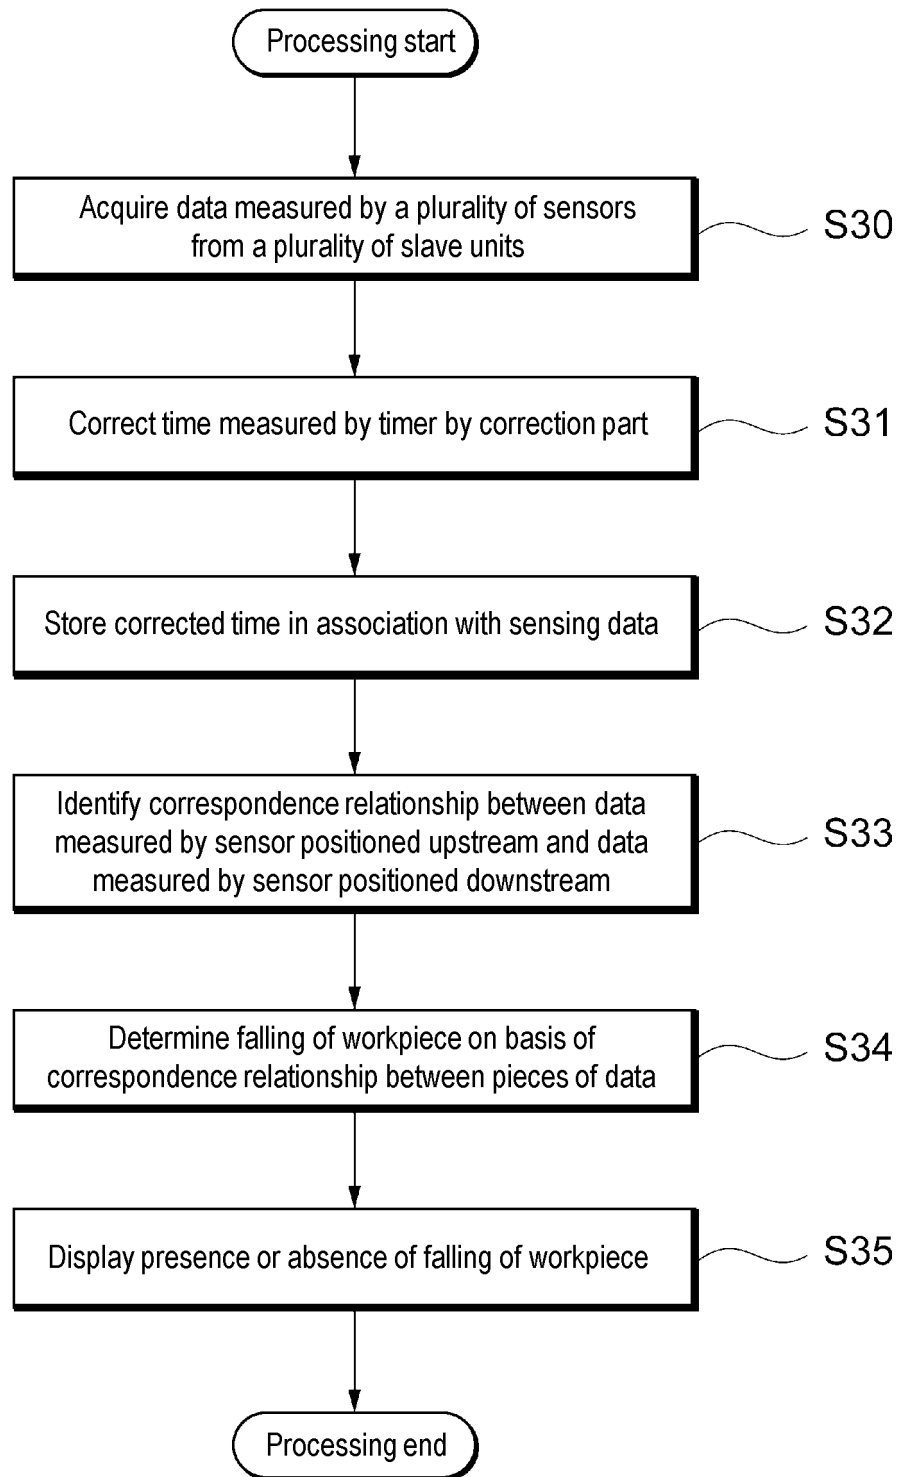 Processing start
Acquire data measured by a plurality of sensors
from a plurality of slave units
S30
Correct time measured by timer by correction part
S31
Store corrected time in association with sensing data
S32
Identify correspondence relationship between data
measured by sensor positioned upstream and data
measured by sensor positioned downstream
S33
Determine falling of workpiece on basis of
correspondence relationship between pieces of data
S34
Display presence or absence of falling of workpiece
S35
Processing end